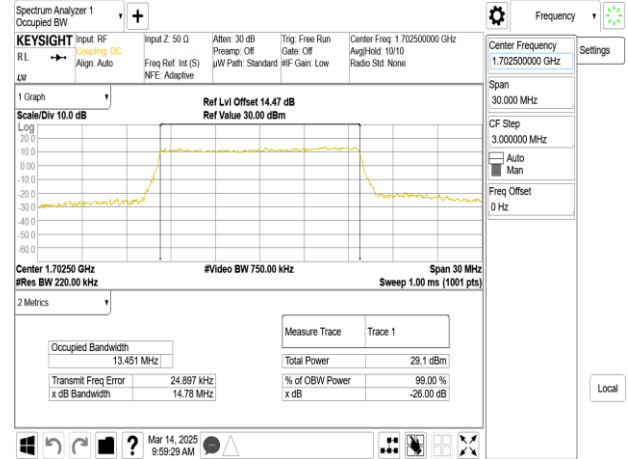 Spectrum Analyzer 1
Occupied BW
Frequency
KEYSIGHT
RL
LXI
Input: RF
Coupling: DC
Align: Auto
Input Z: 50 Ω
Freq Ref: Int (S)
NFE: Adaptive
Atten: 30 dB
Preamp: Off
µW Path: Standard
Trig: Free Run
Gate: Off
#IF Gain: Low
Center Freq: 1.702500000 GHz
Avg|Hold: 10/10
Radio Std: None
Center Frequency
1.702500000 GHz
Settings
Span
30.000 MHz
CF Step
3.000000 MHz
Auto
Man
Freq Offset
0 Hz
Local
1 Graph
Scale/Div 10.0 dB
Ref Lvl Offset 14.47 dB
Ref Value 30.00 dBm
Log
20.0
10.0
0.00
-10.0
-20.0
-30.0
-40.0
-50.0
-60.0
Center 1.70250 GHz
#Video BW 750.00 kHz
Span 30 MHz
#Res BW 220.00 kHz
Sweep 1.00 ms (1001 pts)
2 Metrics
Measure Trace
Trace 1
Occupied Bandwidth
13.451 MHz
Total Power
29.1 dBm
Transmit Freq Error
24.897 kHz
% of OBW Power
99.00 %
x dB Bandwidth
14.78 MHz
x dB
-26.00 dB
Mar 14, 2025
9:59:29 AM